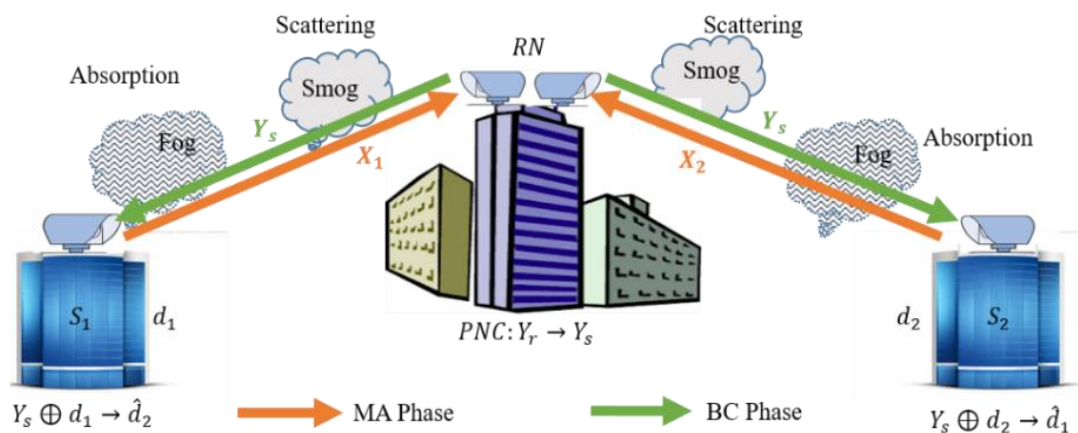 Scattering
RN
Scattering
Absorption
Smog
Smog
Fog
Y_s
X_1
Y_s
X_2
Fog
Absorption
S_1
d_1
PNC: Y_r → Y_s
d_2
S_2
Y_s ⊕ d_1 → d̂_2
MA Phase
BC Phase
Y_s ⊕ d_2 → d̂_1